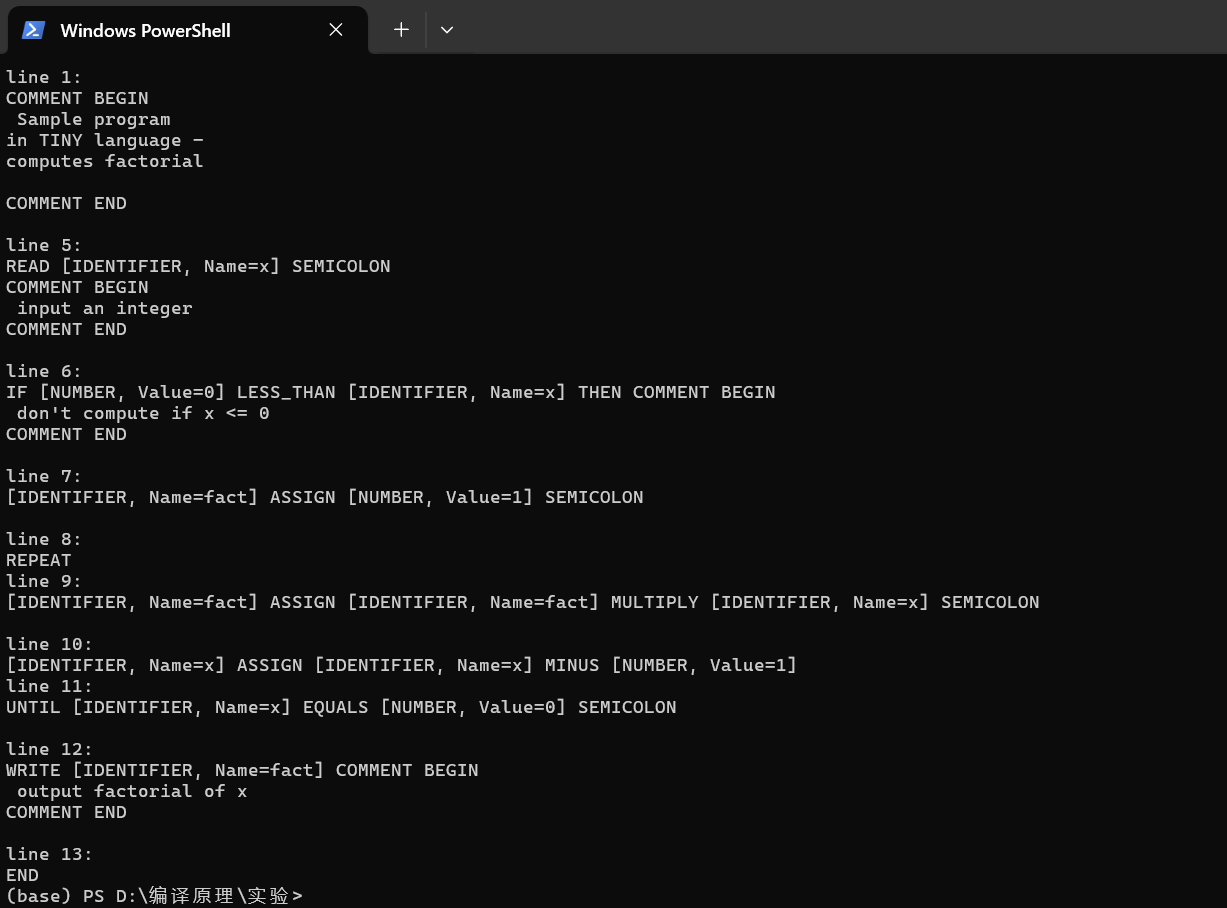 Windows PowerShell
line 1:
COMMENT BEGIN
 Sample program
in TINY language -
computes factorial
COMMENT END
line 5:
READ [IDENTIFIER, Name=x] SEMICOLON
COMMENT BEGIN
 input an integer
COMMENT END
line 6:
IF [NUMBER, Value=0] LESS_THAN [IDENTIFIER, Name=x] THEN COMMENT BEGIN
 don't compute if x <= 0
COMMENT END
line 7:
[IDENTIFIER, Name=fact] ASSIGN [NUMBER, Value=1] SEMICOLON
line 8:
REPEAT
line 9:
[IDENTIFIER, Name=fact] ASSIGN [IDENTIFIER, Name=fact] MULTIPLY [IDENTIFIER, Name=x] SEMICOLON
line 10:
[IDENTIFIER, Name=x] ASSIGN [IDENTIFIER, Name=x] MINUS [NUMBER, Value=1]
line 11:
UNTIL [IDENTIFIER, Name=x] EQUALS [NUMBER, Value=0] SEMICOLON
line 12:
WRITE [IDENTIFIER, Name=fact] COMMENT BEGIN
 output factorial of x
COMMENT END
line 13:
END
(base) PS D:\编译原理\实验>